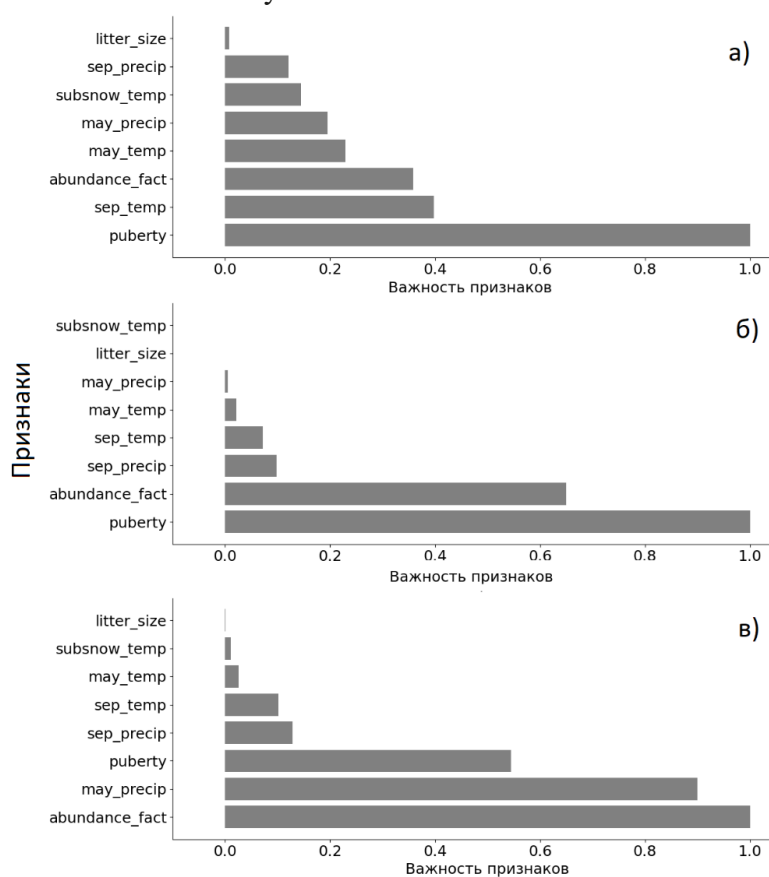 litter_size
sep_precip
subsnow_temp
may_precip
may_temp
abundance_fact
sep_temp
puberty
а)
0.0 0.2 0.4 0.6 0.8 1.0
Важность признаков
subsnow_temp
litter_size
may_precip
may_temp
sep_temp
sep_precip
abundance_fact
puberty
б)
0.0 0.2 0.4 0.6 0.8 1.0
Важность признаков
Признаки
litter_size
subsnow_temp
may_temp
sep_temp
sep_precip
puberty
may_precip
abundance_fact
в)
0.0 0.2 0.4 0.6 0.8 1.0
Важность признаков